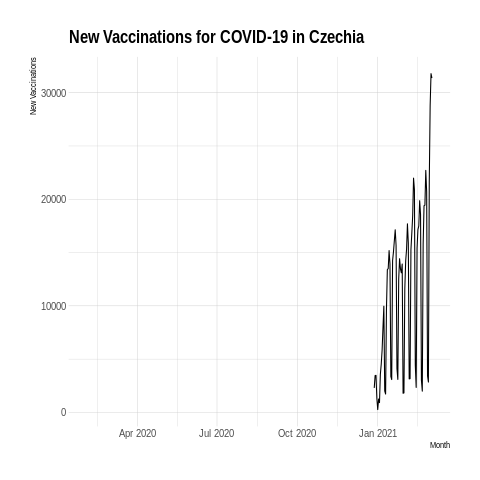 New Vaccinations for COVID-19 in Czechia
New Vaccinations
30000
20000
10000
0
Apr 2020
Jul 2020
Oct 2020
Jan 2021
Month